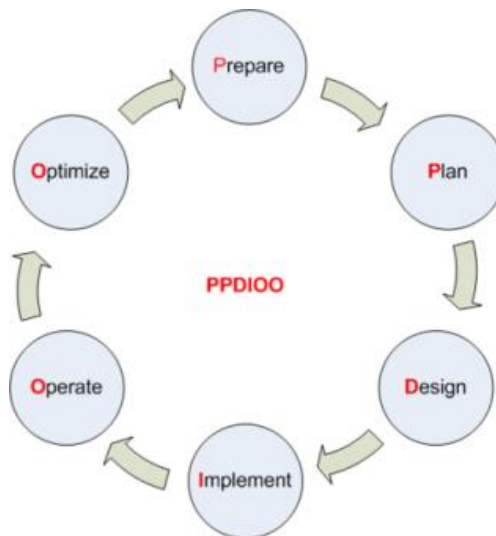 Prepare
Plan
Design
Implement
Operate
Optimize
PPDIOO